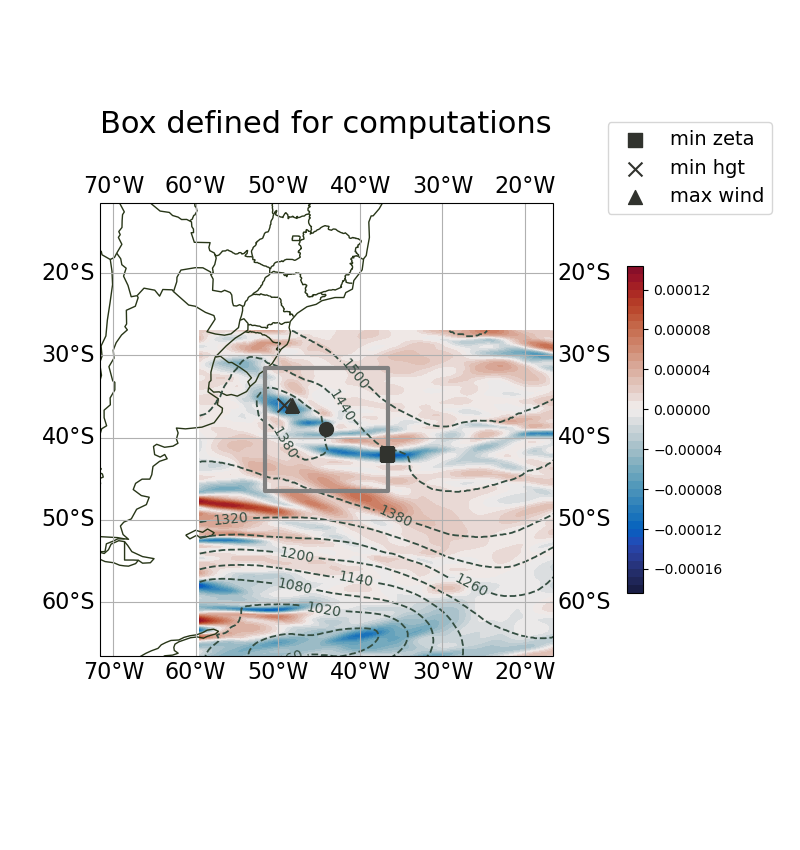 Box defined for computations
min zeta
min hgt
max wind
70°W 60°W 50°W 40°W 30°W 20°W
20°S 20°S
30°S 30°S
40°S 40°S
50°S 50°S
60°S 60°S
70°W 60°W 50°W 40°W 30°W 20°W
1500
1440
1380
1380
1320
1200
1140
1080
1260
1020
0.00012
0.00008
0.00004
0.00000
−0.00004
−0.00008
−0.00012
−0.00016